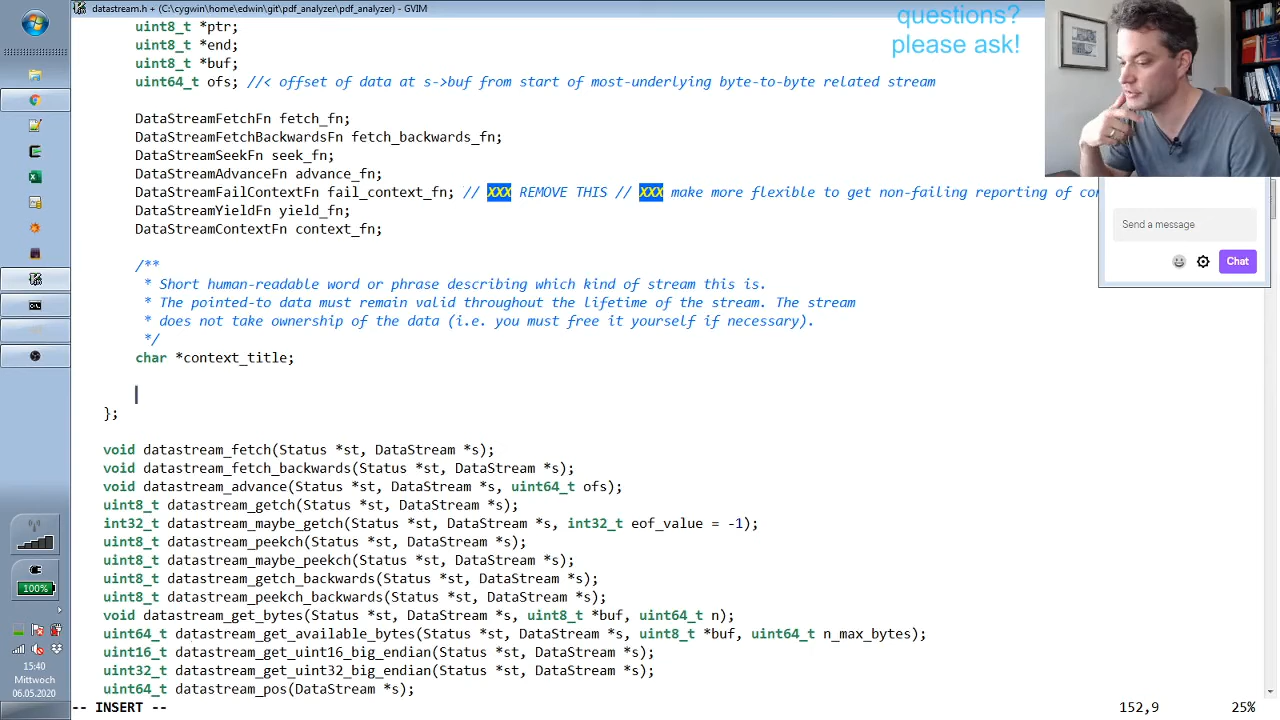 datastream.h + (C:\cygwin\home\edwin\git\pdf_analyzer\pdf_analyzer) - GVIM
questions?
please ask!
uint8_t *ptr;
uint8_t *end;
uint8_t *buf;
uint64_t ofs; //< offset of data at s->buf from start of most-underlying byte-to-byte related stream
DataStreamFetchFn fetch_fn;
DataStreamFetchBackwardsFn fetch_backwards_fn;
DataStreamSeekFn seek_fn;
DataStreamAdvanceFn advance_fn;
DataStreamFailContextFn fail_context_fn; // XXX REMOVE THIS // XXX make more flexible to get non-failing reporting of con
DataStreamYieldFn yield_fn;
DataStreamContextFn context_fn;
/**
* Short human-readable word or phrase describing which kind of stream this is.
* The pointed-to data must remain valid throughout the lifetime of the stream. The stream
* does not take ownership of the data (i.e. you must free it yourself if necessary).
*/
char *context_title;
};
void datastream_fetch(Status *st, DataStream *s);
void datastream_fetch_backwards(Status *st, DataStream *s);
void datastream_advance(Status *st, DataStream *s, uint64_t ofs);
uint8_t datastream_getch(Status *st, DataStream *s);
int32_t datastream_maybe_getch(Status *st, DataStream *s, int32_t eof_value = -1);
uint8_t datastream_peekch(Status *st, DataStream *s);
uint8_t datastream_maybe_peekch(Status *st, DataStream *s);
uint8_t datastream_getch_backwards(Status *st, DataStream *s);
uint8_t datastream_peekch_backwards(Status *st, DataStream *s);
void datastream_get_bytes(Status *st, DataStream *s, uint8_t *buf, uint64_t n);
uint64_t datastream_get_available_bytes(Status *st, DataStream *s, uint8_t *buf, uint64_t n_max_bytes);
uint16_t datastream_get_uint16_big_endian(Status *st, DataStream *s);
uint32_t datastream_get_uint32_big_endian(Status *st, DataStream *s);
uint64_t datastream_pos(DataStream *s);
-- INSERT --
152,9
25%
Send a message
Chat
100%
15:40
Mittwoch
06.05.2020